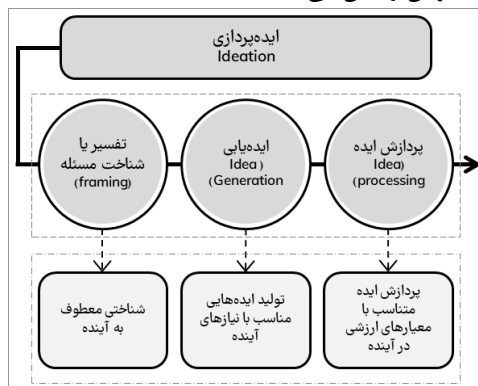 ایده‌پردازی
Ideation
تفسیر یا
شناخت مسئله
(framing)
ایده‌یابی
Idea )
(Generation
پردازش ایده
Idea)
(processing
شناختی معطوف
به آینده
تولید ایده‌هایی
مناسب با نیازهای
آینده
پردازش ایده
متناسب با
معیارهای ارزشی
در آینده